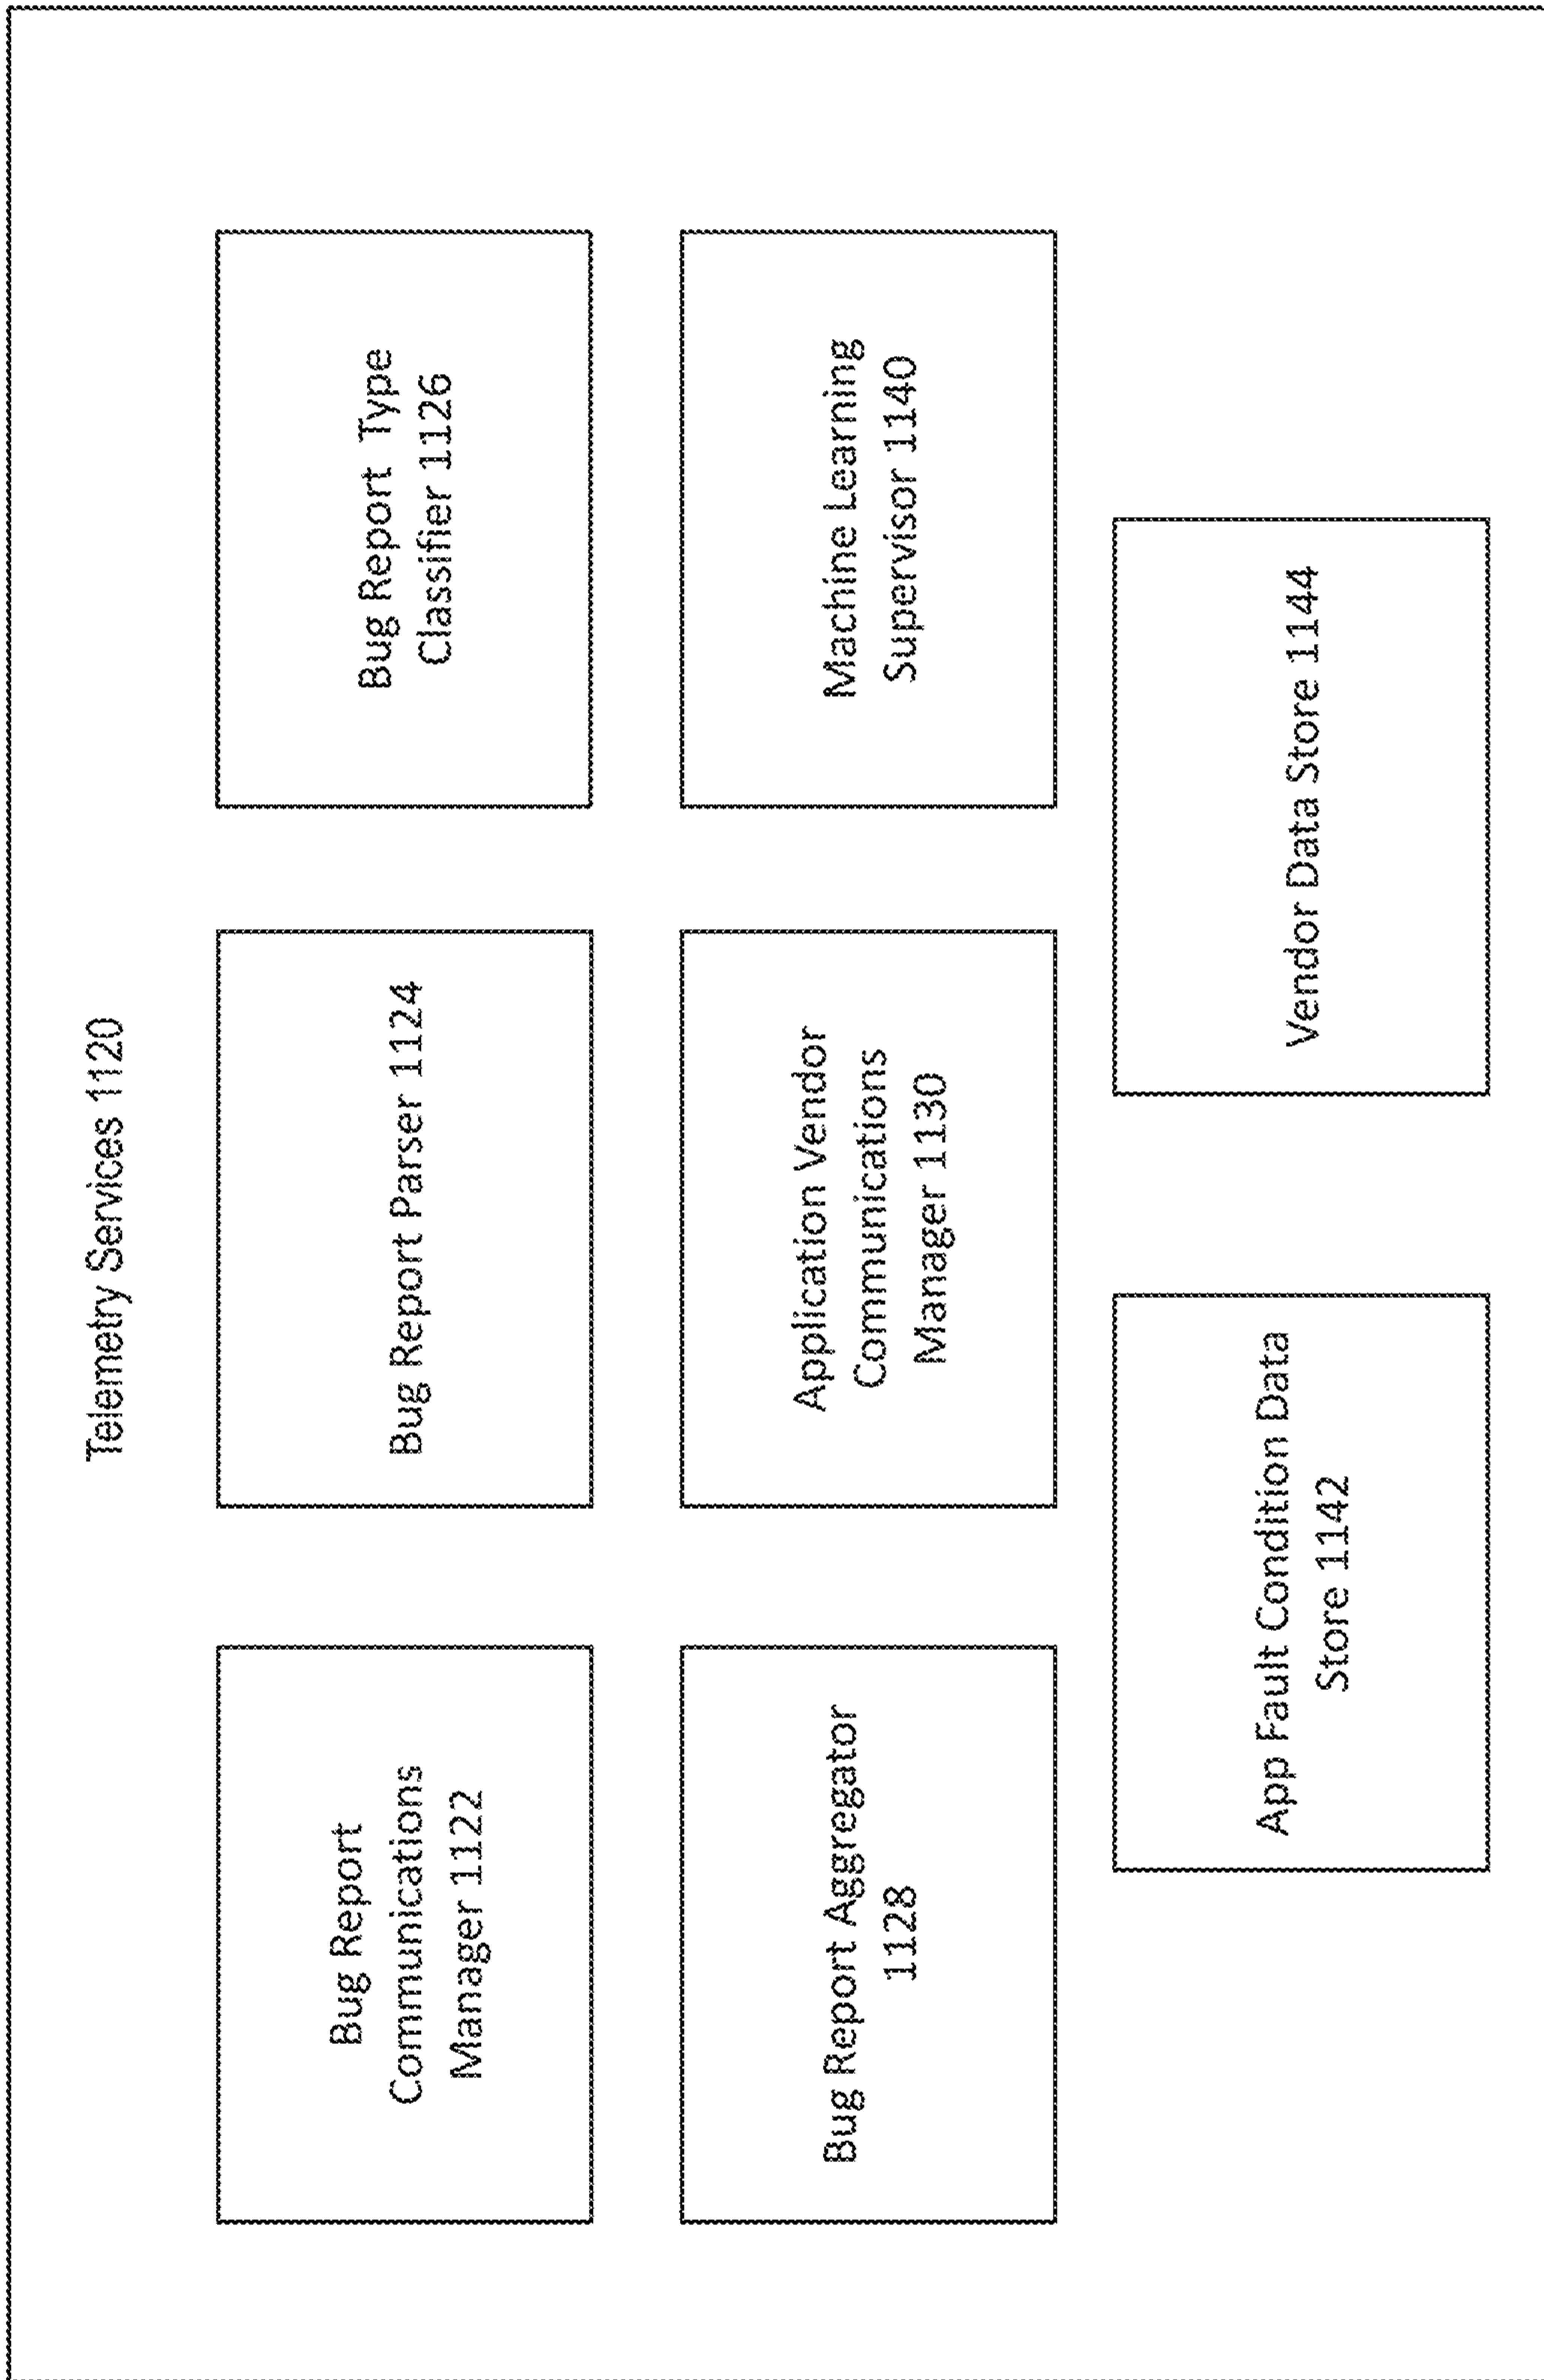 Telemetry Services 1120
Bug Report
Communications
Manager 1122
Bug Report Parser 1124
Bug Report Type
Classifier 1126
Bug Report Aggregator
1128
Application Vendor
Communications
Manager 1130
Machine Learning
Supervisor 1140
App Fault Condition Data
Store 1142
Vendor Data Store 1144